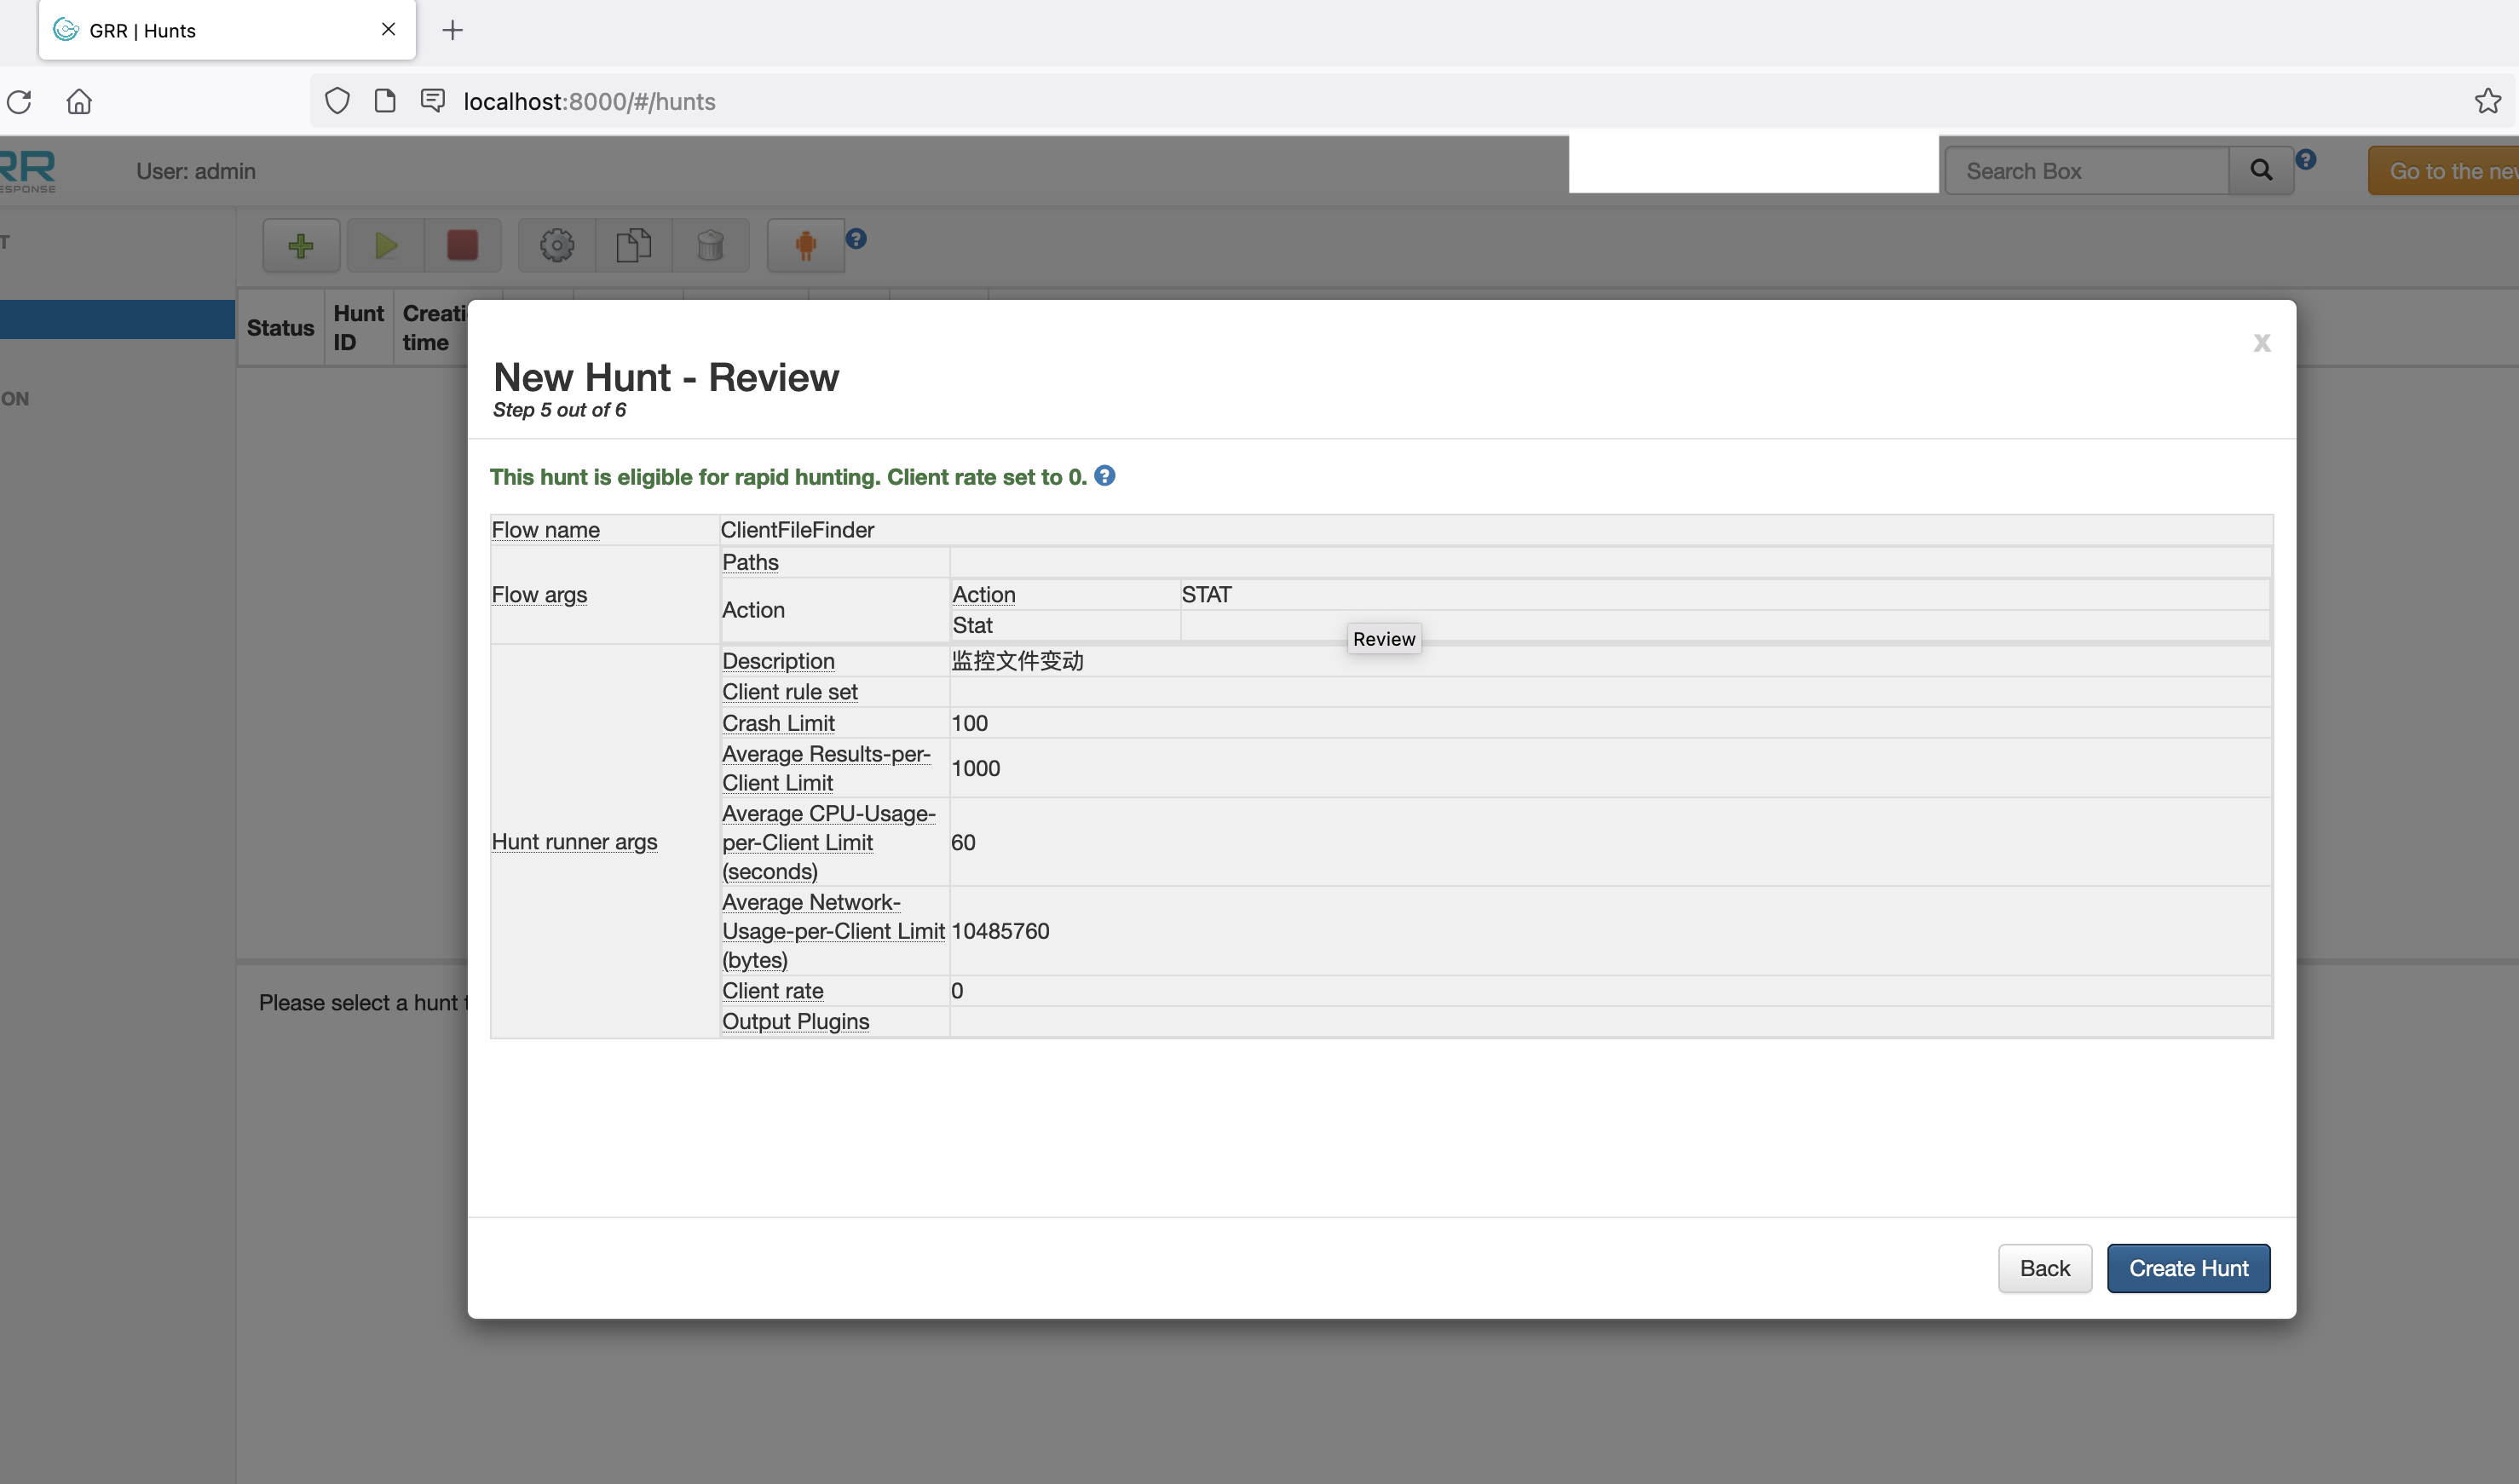 GRR | Hunts
localhost:8000/#/hunts
RR
ESPONSE
User: admin
Search Box
Go to the new
T
ON
Status
Hunt ID
Creati
time
New Hunt - Review
Step 5 out of 6
This hunt is eligible for rapid hunting. Client rate set to 0.
Flow name
ClientFileFinder
Flow args
Paths
Action
Action
STAT
Stat
Review
Hunt runner args
Description
监控文件变动
Client rule set
Crash Limit
100
Average Results-per-
Client Limit
1000
Average CPU-Usage-
per-Client Limit
(seconds)
60
Average Network-
Usage-per-Client Limit
(bytes)
10485760
Client rate
0
Output Plugins
Please select a hunt t
Back
Create Hunt